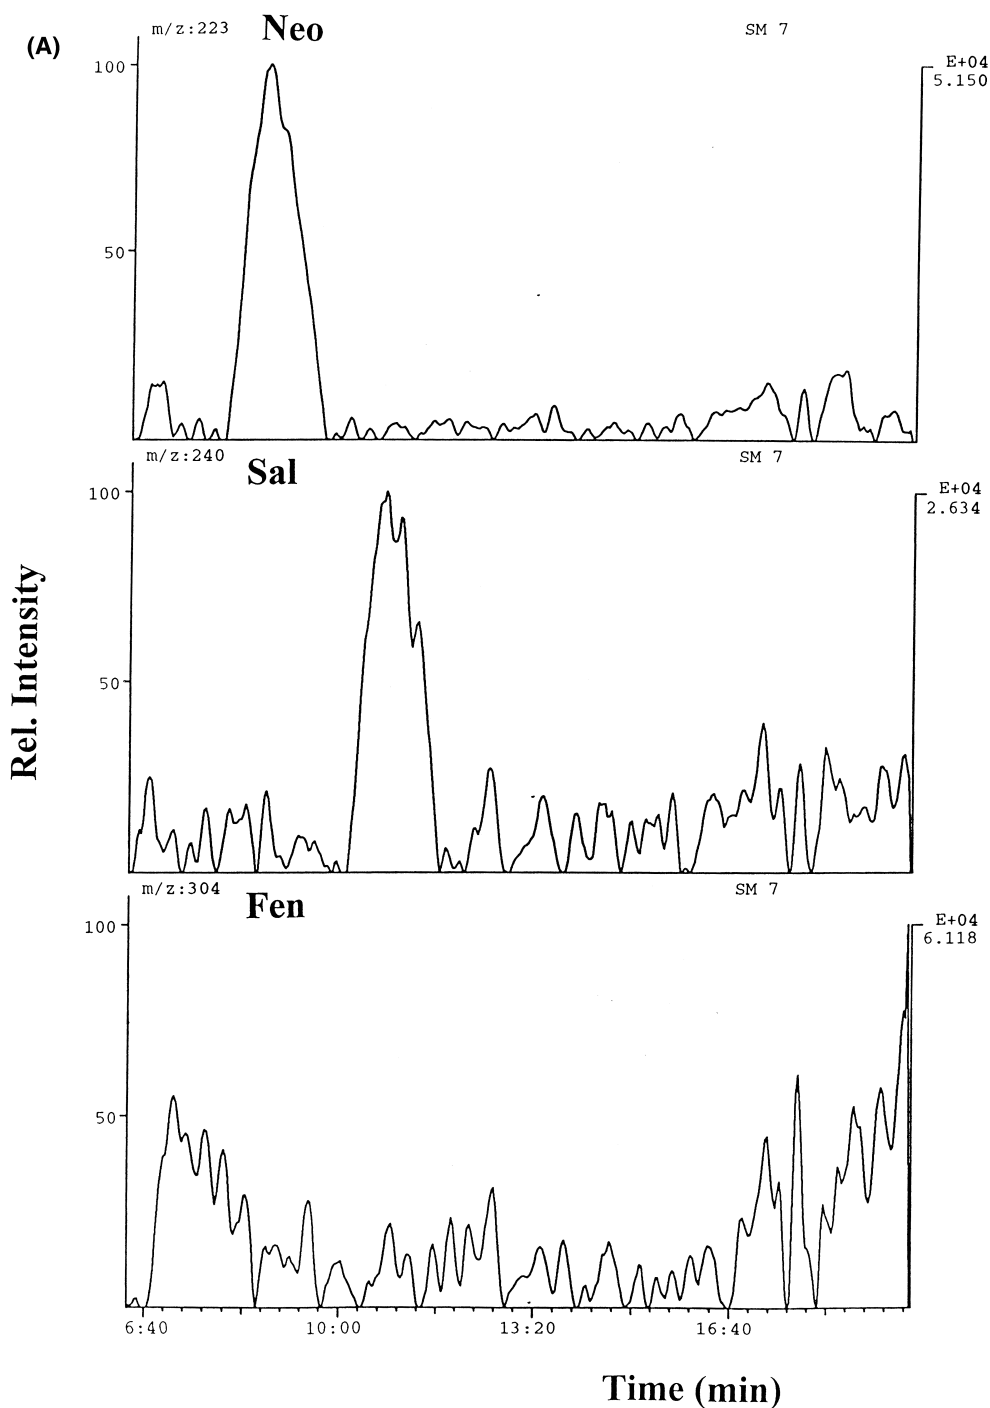 (A)
m/z:223 Neo SM 7
100
E+04
5.150
50
m/z:240 Sal SM 7
100
E+04
2.634
50
m/z:304 Fen SM 7
100
E+04
6.118
50
6:40 10:00 13:20 16:40
Rel. Intensity
Time (min)